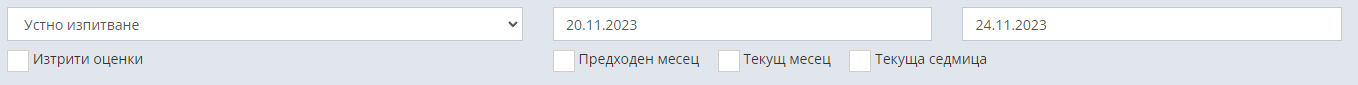 Устно изпитване 20.11.2023 24.11.2023
Изтрити оценки Предходен месец Текущ месец Текуща седмица